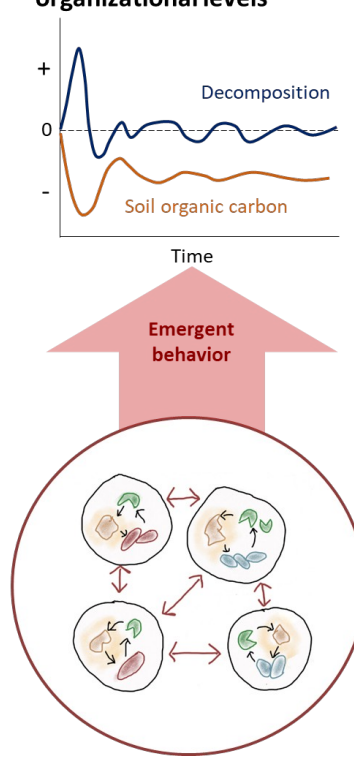 organizational levels
+
Decomposition
0
-
Soil organic carbon
Time
Emergent
behavior